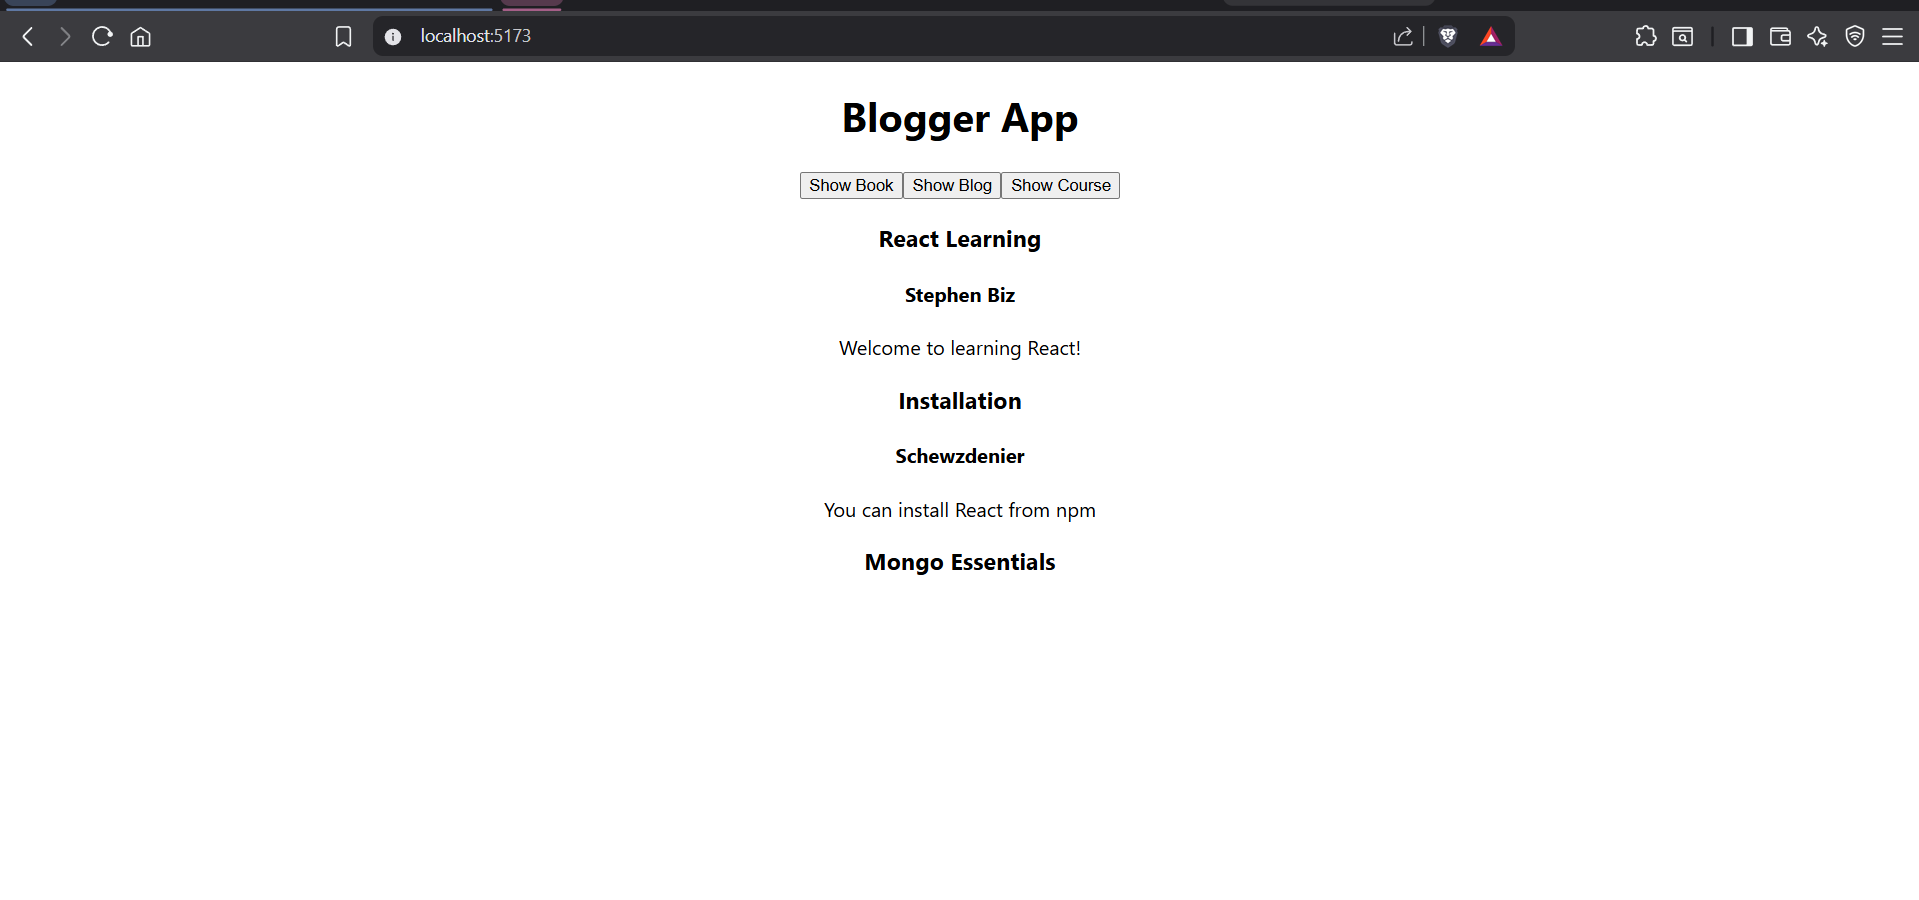 localhost:5173
Blogger App
Show Book Show Blog Show Course
React Learning
Stephen Biz
Welcome to learning React!
Installation
Schewzdenier
You can install React from npm
Mongo Essentials